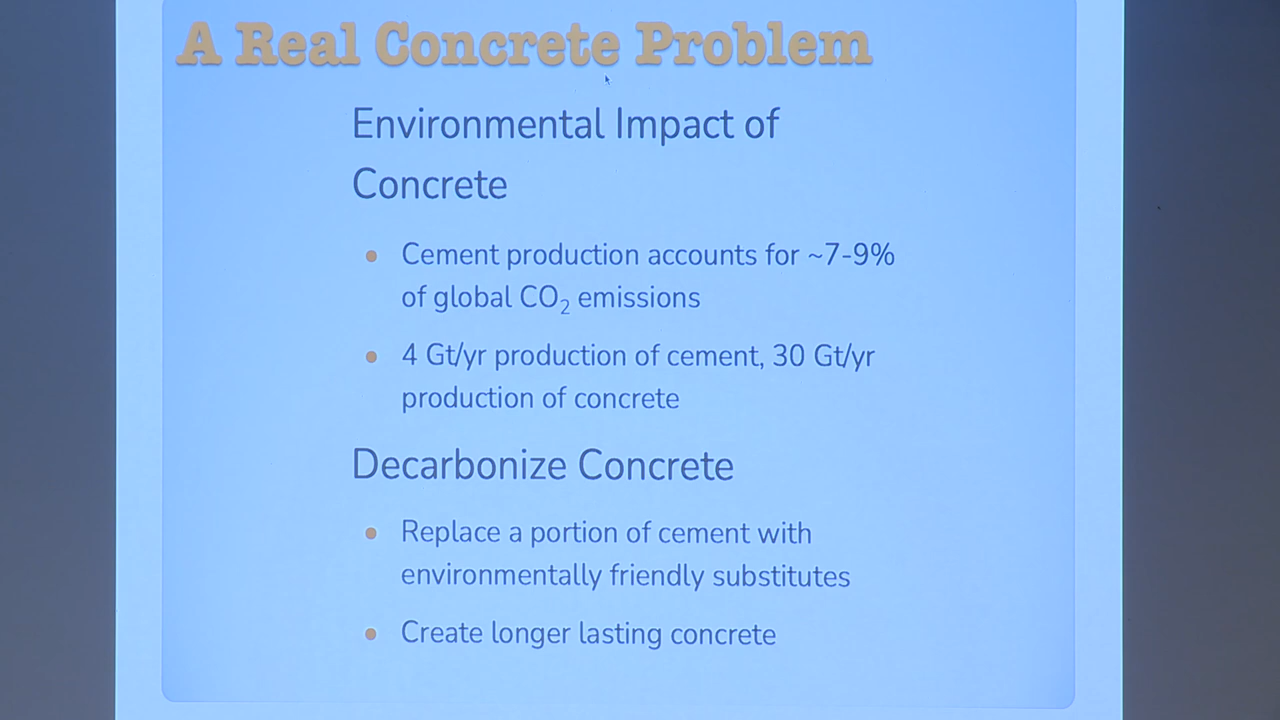 A Real Concrete Problem
Environmental Impact of
Concrete
• Cement production accounts for ~7-9%
of global CO₂ emissions
• 4 Gt/yr production of cement, 30 Gt/yr
production of concrete
Decarbonize Concrete
• Replace a portion of cement with
environmentally friendly substitutes
• Create longer lasting concrete